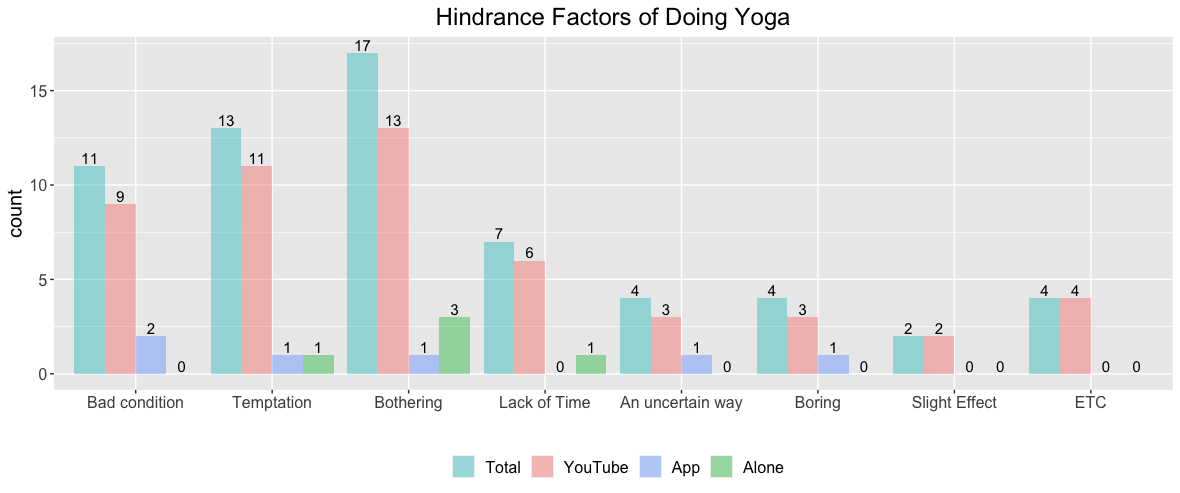 Hindrance Factors of Doing Yoga
count
15
10
5
0
11 9 2 0
13 11 1 1
17 13 1 3
7 6 0 1
4 3 1 0
4 3 1 0
2 2 0 0
4 4 0 0
Bad condition Temptation Bothering Lack of Time An uncertain way Boring Slight Effect ETC
Total YouTube App Alone